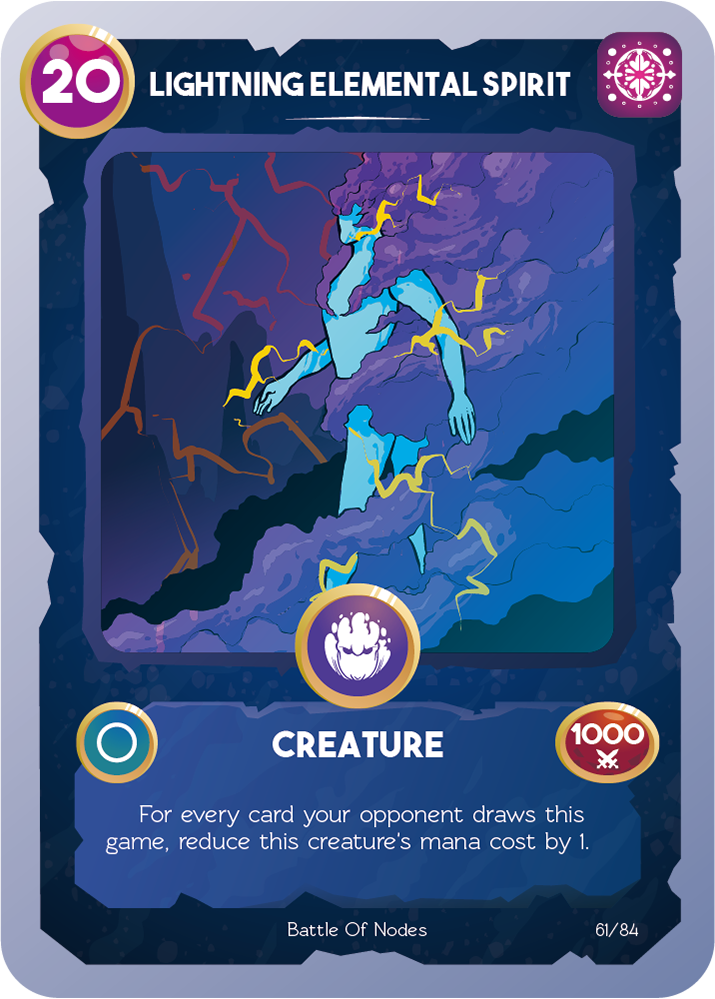 20
LIGHTNING ELEMENTAL SPIRIT
CREATURE
1000
For every card your opponent draws this
game, reduce this creature's mana cost by 1.
Battle Of Nodes
61/84